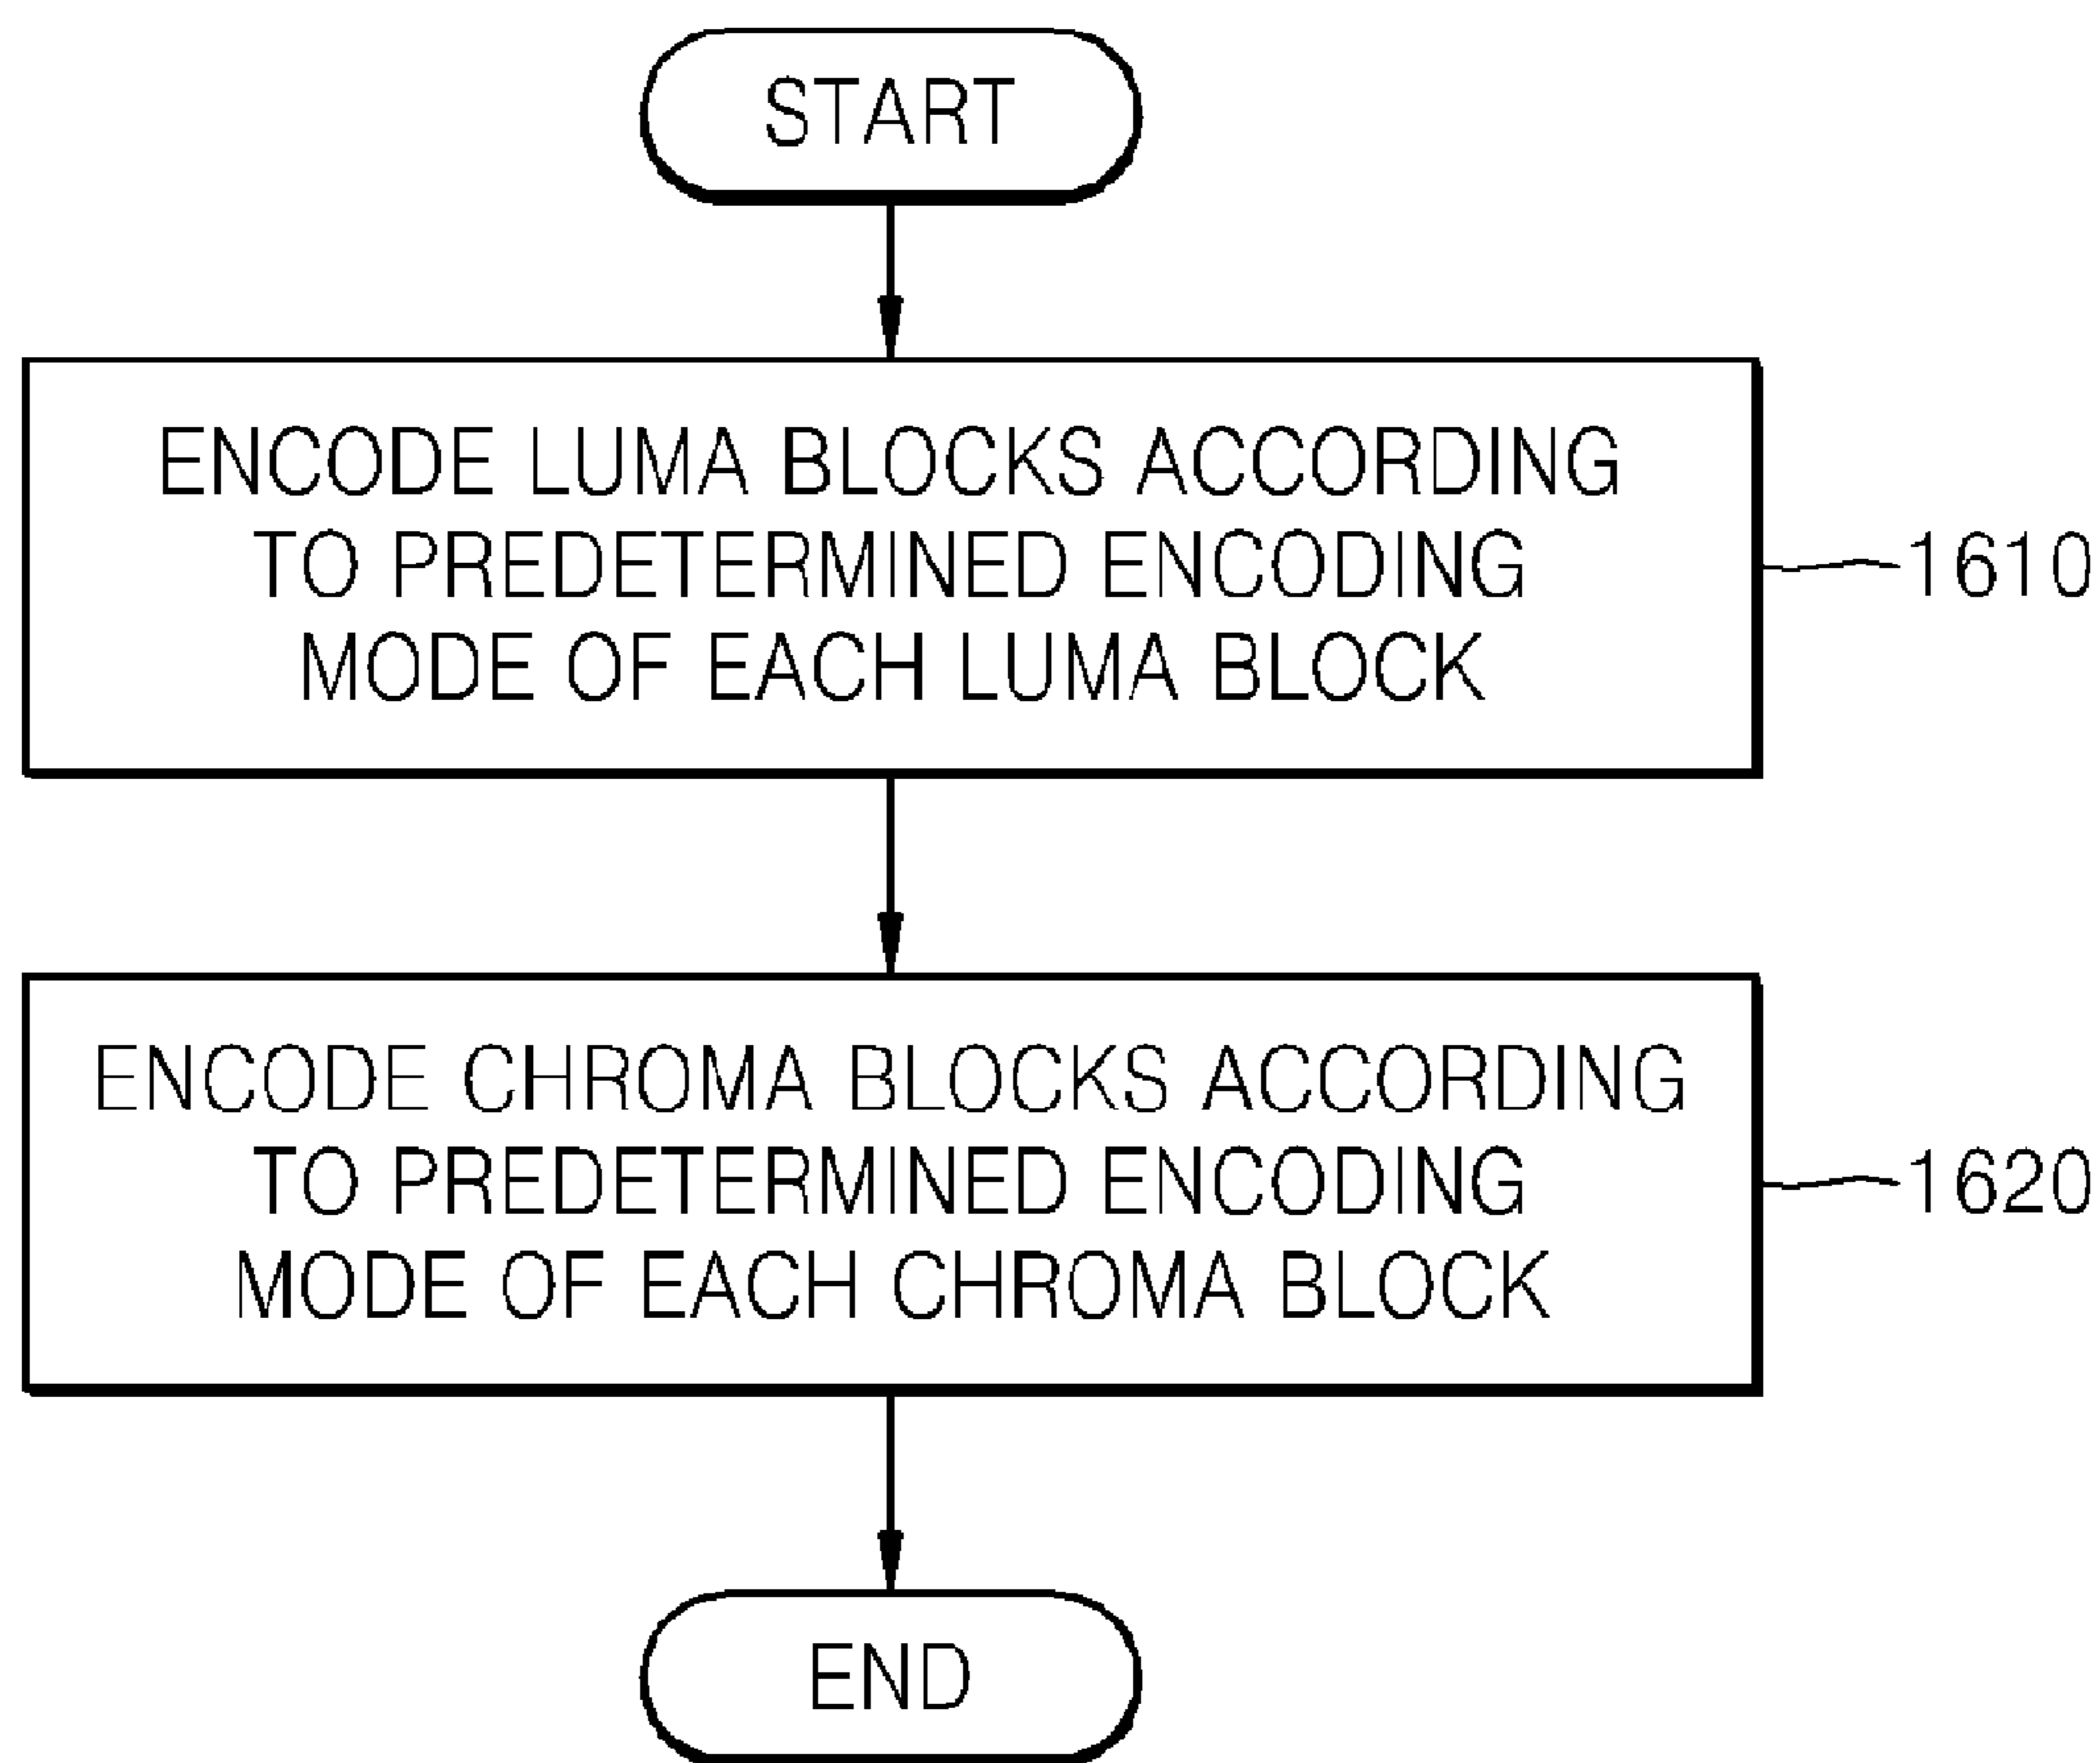 START
ENCODE LUMA BLOCKS ACCORDING
TO PREDETERMINED ENCODING
MODE OF EACH LUMA BLOCK
1610
ENCODE CHROMA BLOCKS ACCORDING
TO PREDETERMINED ENCODING
MODE OF EACH CHROMA BLOCK
1620
END